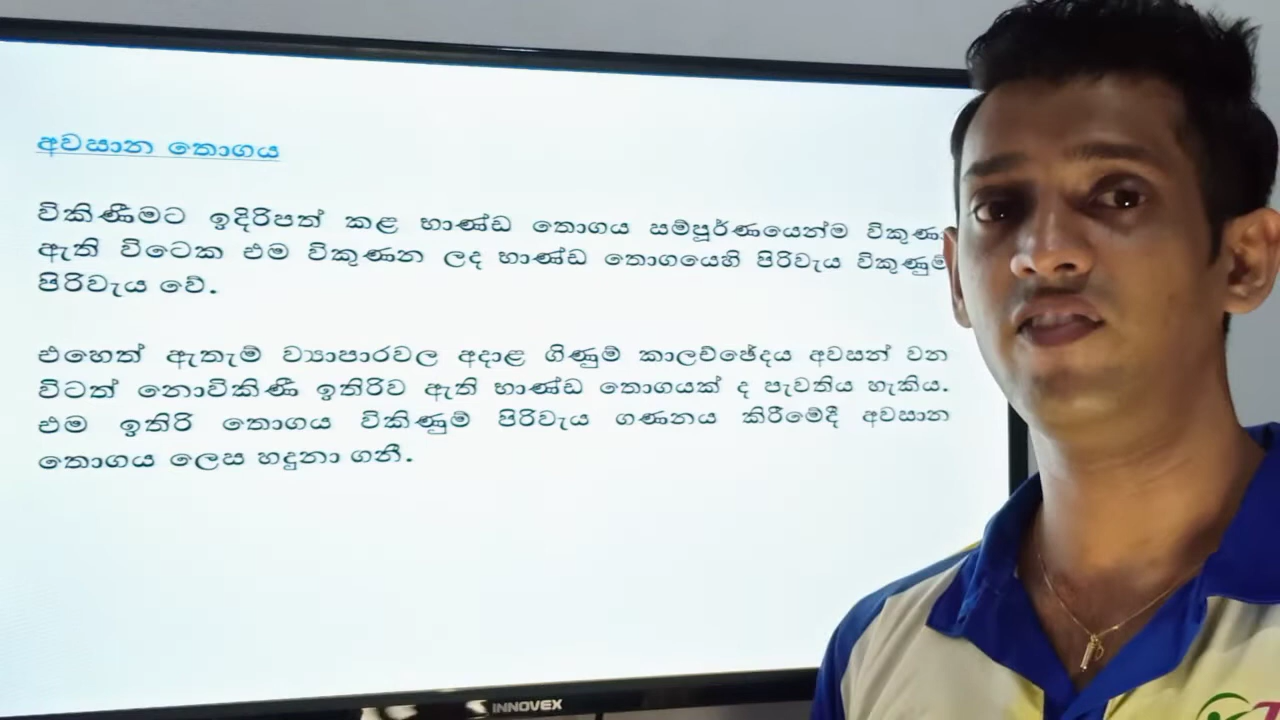 අවසාන තොගය
විකිණීමට ඉදිරිපත් කළ භාණ්ඩ තොගය සම්පූර්ණයෙන්ම
ඇති විටෙක එම විකුණන ලද භාණ්ඩ තොගයෙහි පිරිවැය විකුණුම්
පිරිවැය වේ.
එහෙත් ඇතැම් ව්‍යාපාරවල අදාළ ගිණුම් කාලච්ඡේදය අවසන් වන
විටත් නොවිකිණී ඉතිරිව ඇති භාණ්ඩ තොගයක් ද පැවතිය හැකිය.
එම ඉතිරි තොගය විකිණුම් පිරිවැය ගණනය කිරීමේදී අවසාන
තොගය ලෙස හඳුනා ගනී.
INNOVEX